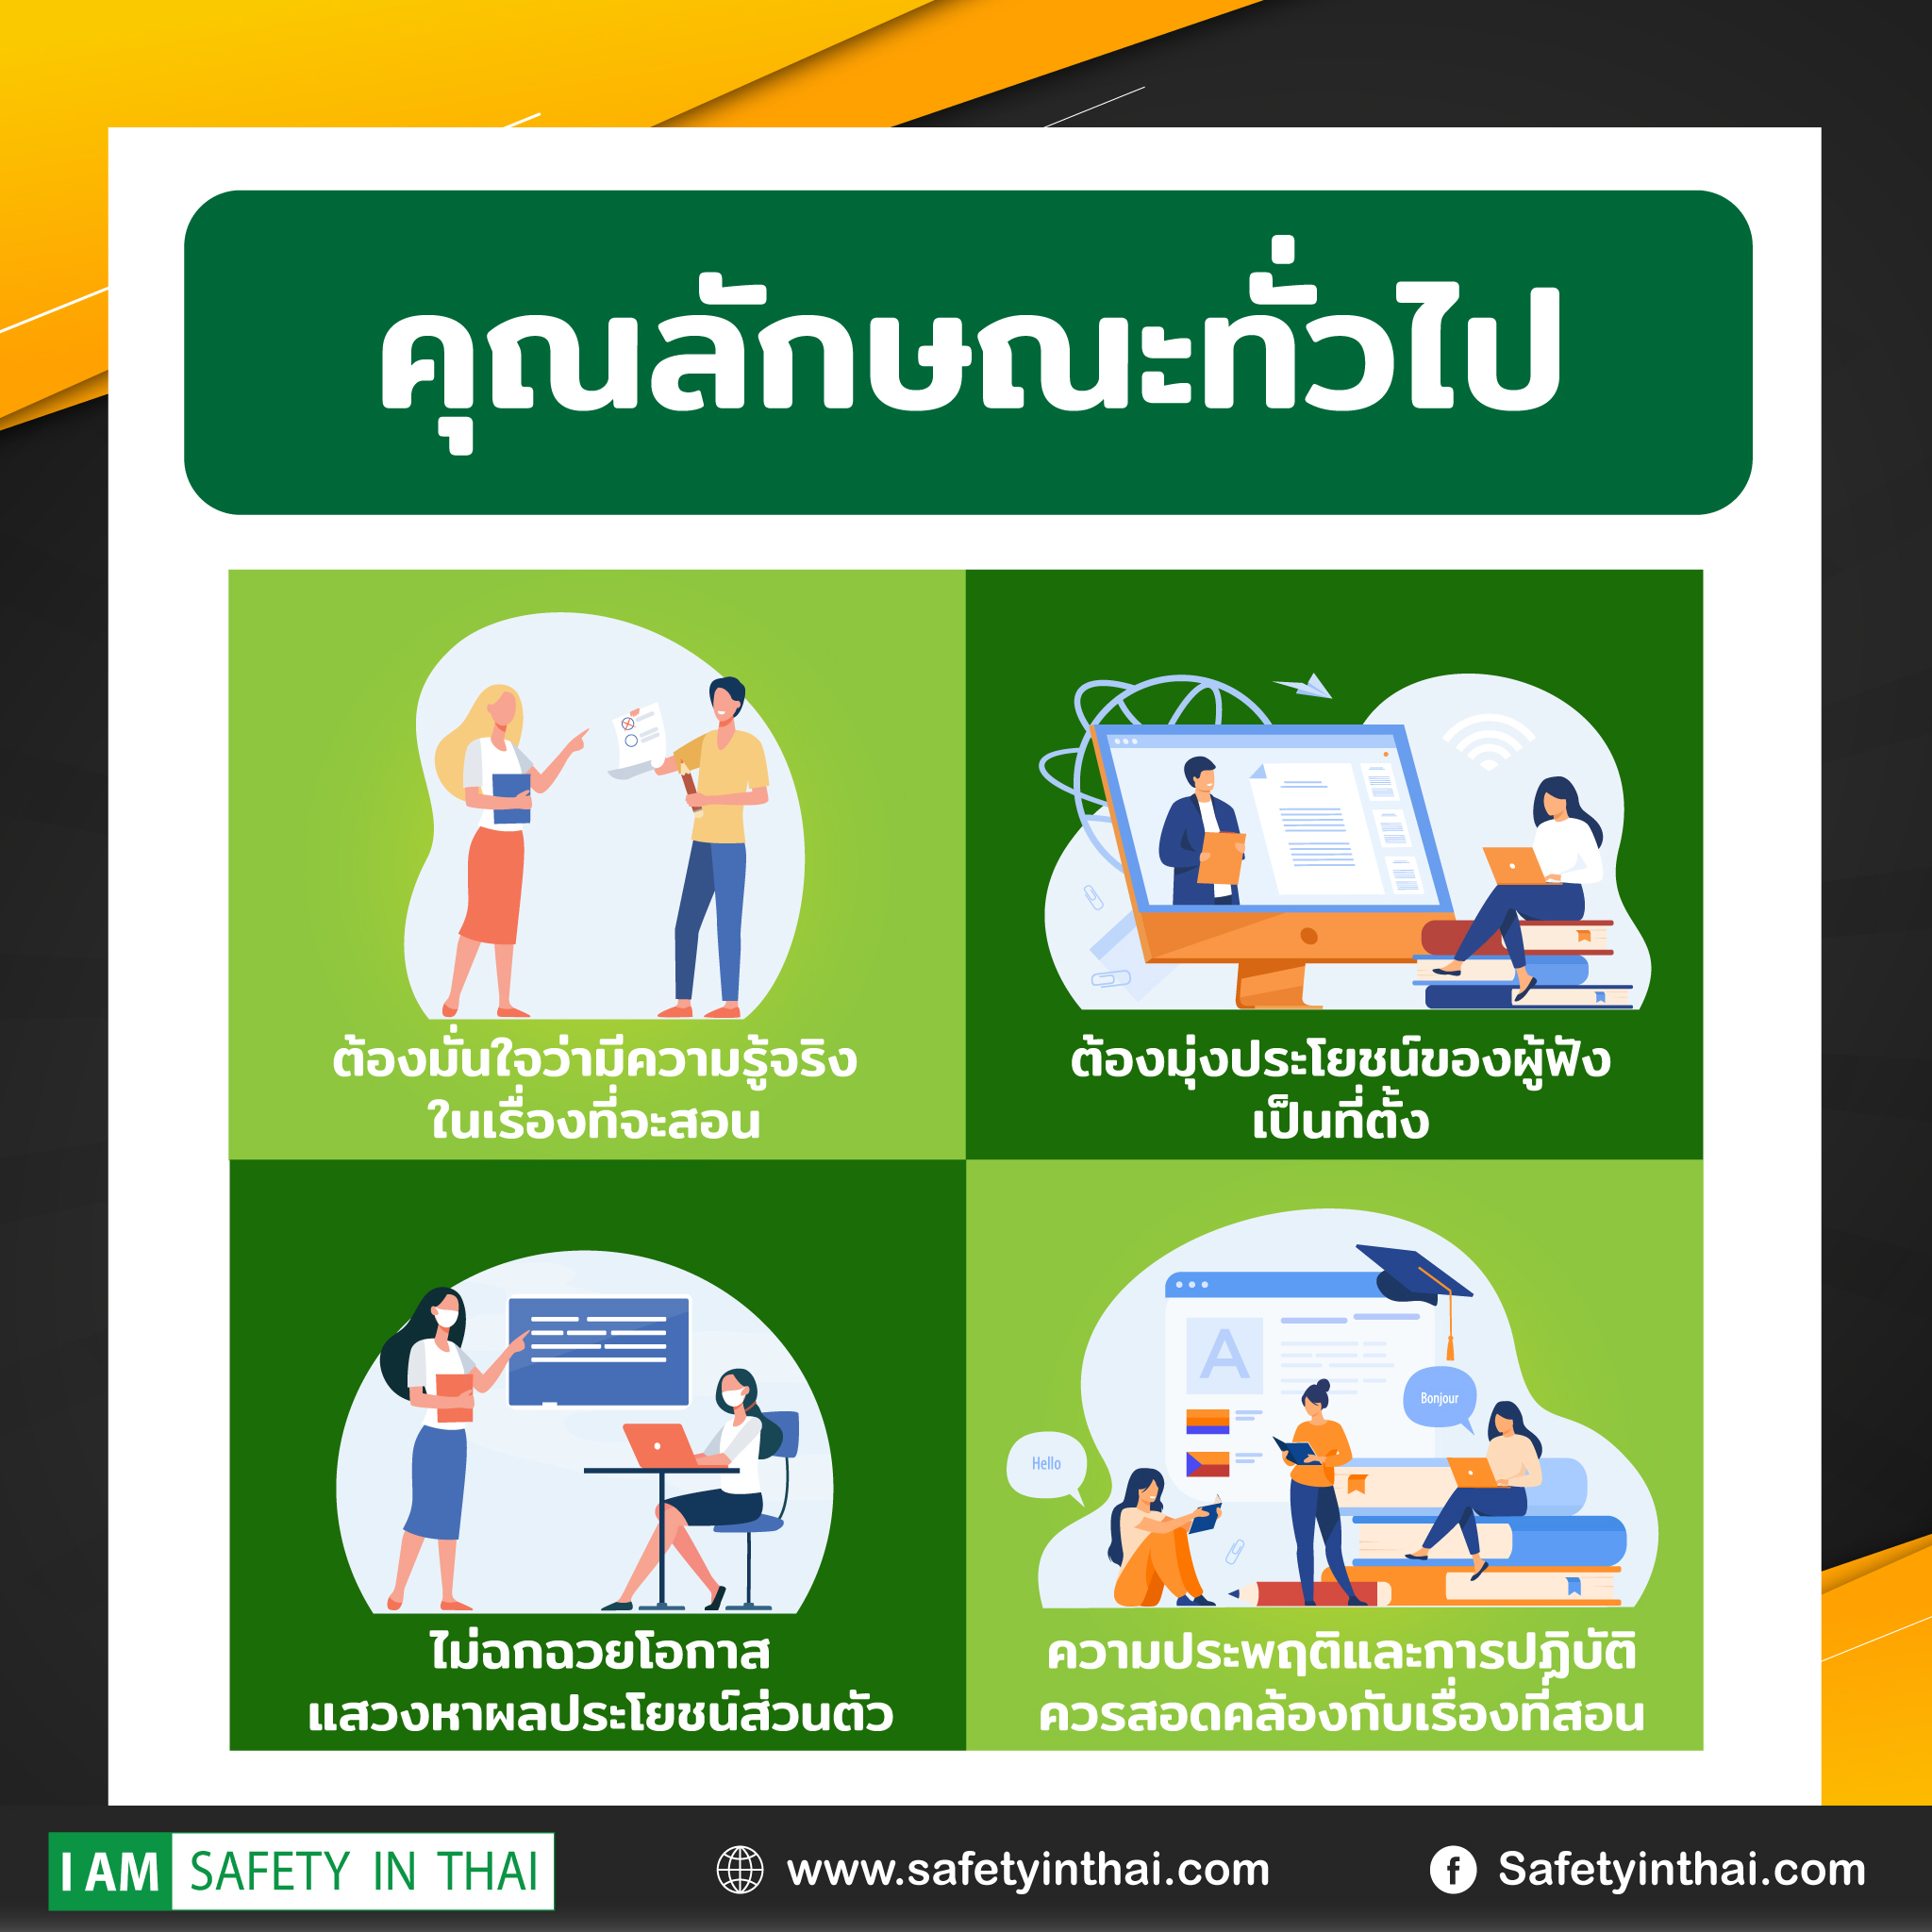 คุณลักษณะทั่วไป
ต้องมั่นใจว่ามีความรู้จริง
ในเรื่องที่จะสอน
ต้องมุ่งประโยชน์ของผู้ฟัง
เป็นที่ตั้ง
ไม่ฉกฉวยโอกาส
แสวงหาผลประโยชน์ส่วนตัว
A
Bonjour
Hello
ความประพฤติและการปฏิบัติ
ควรสอดคล้องกับเรื่องที่สอน
I AM SAFETY IN THAI
www.safetyinthai.com
Safetyinthai.com